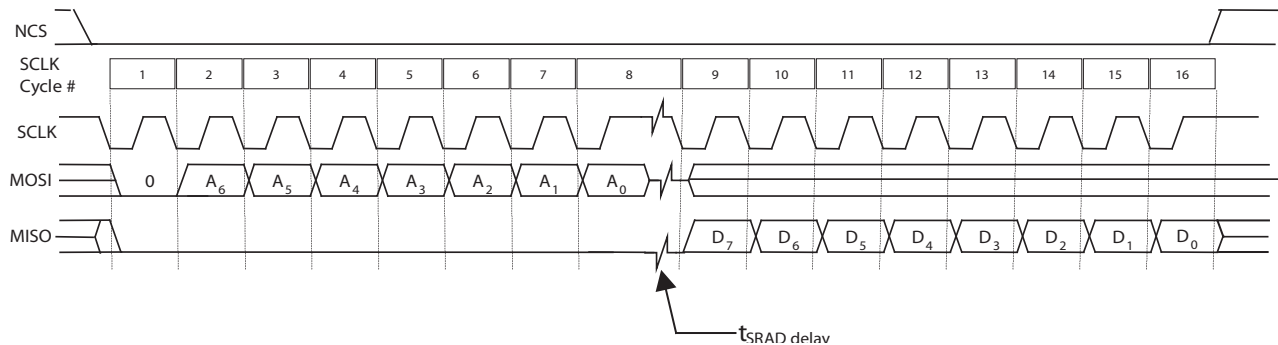 NCS
SCLK
Cycle #
1 2 3 4 5 6 7 8 9 10 11 12 13 14 15 16
SCLK
MOSI 0 A6 A5 A4 A3 A2 A1 A0
MISO D7 D6 D5 D4 D3 D2 D1 D0
tSRAD delay